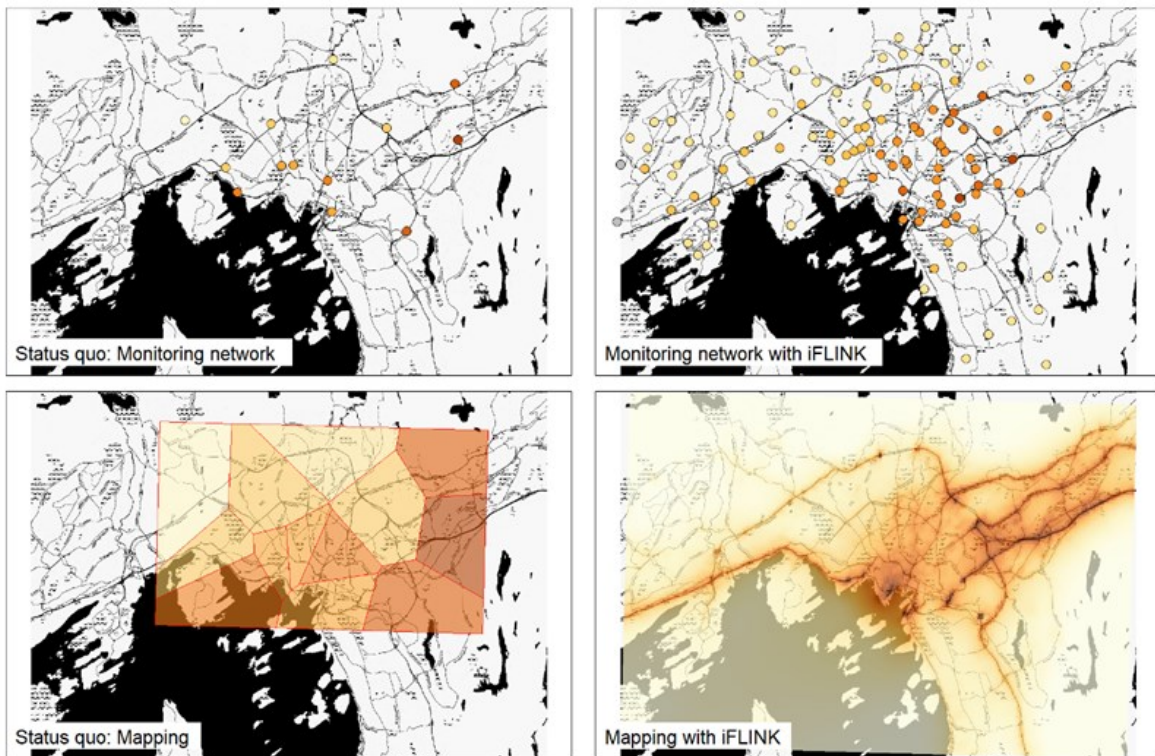 Status quo: Monitoring network
Monitoring network with iFLINK
Status quo: Mapping
Mapping with iFLINK